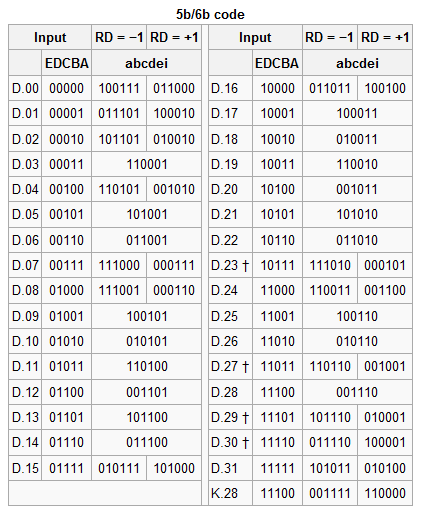 5b/6b code
Input RD = −1 RD = +1 Input RD = −1 RD = +1
EDCBA abcdei EDCBA abcdei
D.00 00000 100111 011000 D.16 10000 011011 100100
D.01 00001 011101 100010 D.17 10001 100011
D.02 00010 101101 010010 D.18 10010 010011
D.03 00011 110001 D.19 10011 110010
D.04 00100 110101 001010 D.20 10100 001011
D.05 00101 101001 D.21 10101 101010
D.06 00110 011001 D.22 10110 011010
D.07 00111 111000 000111 D.23 † 10111 111010 000101
D.08 01000 111001 000110 D.24 11000 110011 001100
D.09 01001 100101 D.25 11001 100110
D.10 01010 010101 D.26 11010 010110
D.11 01011 110100 D.27 † 11011 110110 001001
D.12 01100 001101 D.28 11100 001110
D.13 01101 101100 D.29 † 11101 101110 010001
D.14 01110 011100 D.30 † 11110 011110 100001
D.15 01111 010111 101000 D.31 11111 101011 010100
K.28 11100 001111 110000